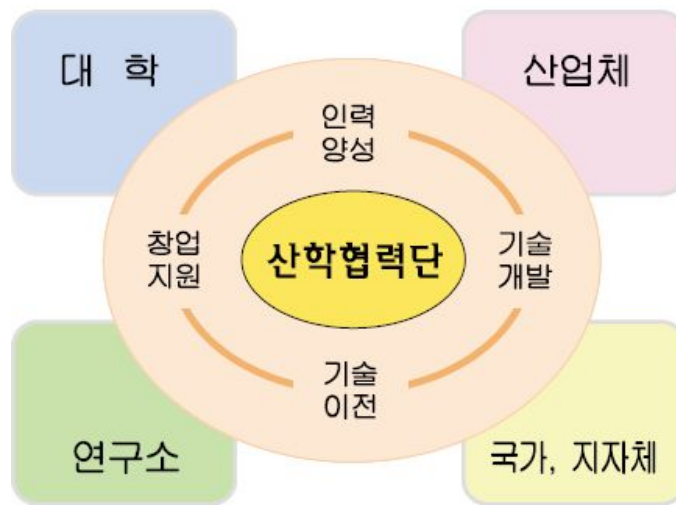 대 학
산업체
인력
양성
창업
지원
산학협력단
기술
개발
기술
이전
연구소
국가, 지자체